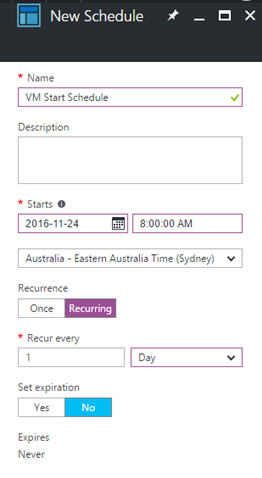 New Schedule
* Name
VM Start Schedule
Description
* Starts
2016-11-24 8:00:00 AM
Australia - Eastern Australia Time (Sydney)
Recurrence
Once Recurring
* Recur every
1 Day
Set expiration
Yes No
Expires
Never